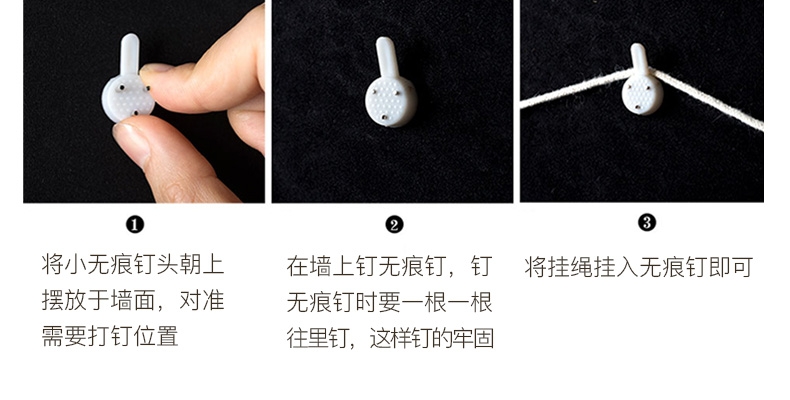 1
2
3
将小无痕钉头朝上
摆放于墙面，对准
需要打钉位置
在墙上钉无痕钉，钉
无痕钉时要一根一根
往里钉，这样钉的牢固
将挂绳挂入无痕钉即可